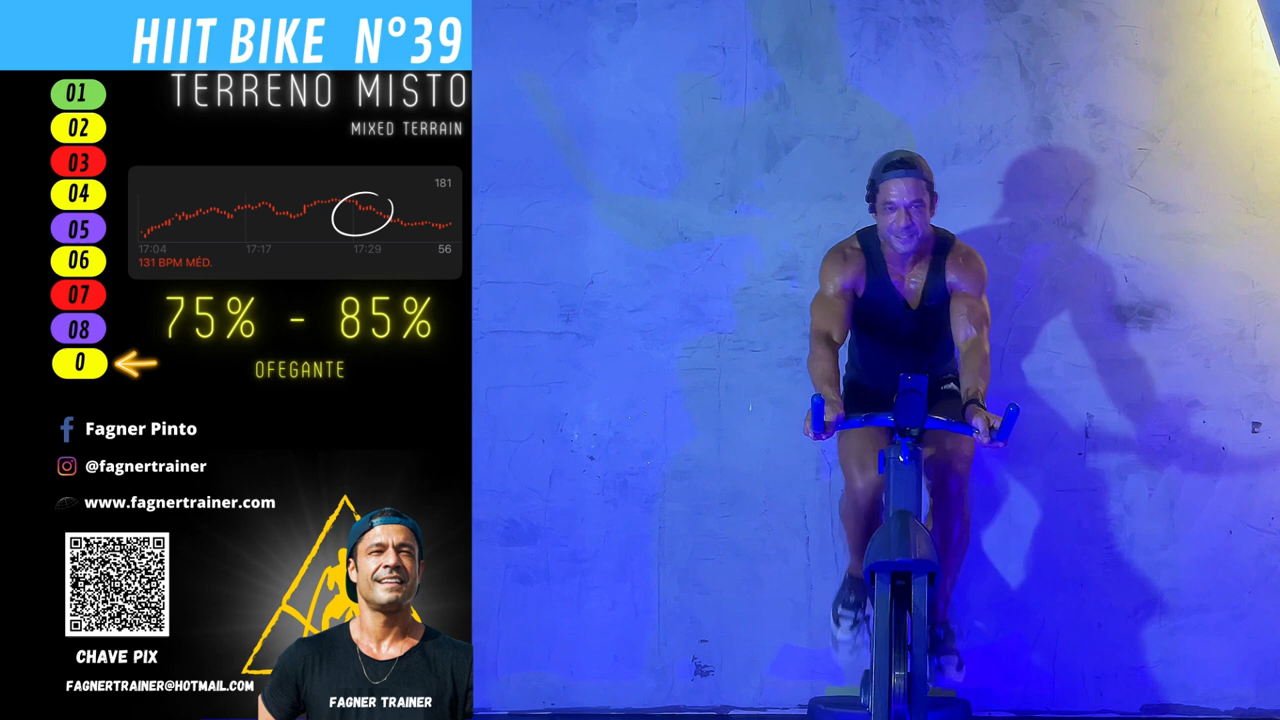 HIIT BIKE N°39
TERRENO MISTO
MIXED TERRAIN
01
02
03
04
05
06
07
08
0
181
17:04 17:17 17:29 56
131 BPM MÉD.
75% - 85%
OFEGANTE
Fagner Pinto
@fagnertrainer
www.fagnertrainer.com
CHAVE PIX
FAGNERTRAINER@HOTMAIL.COM
FAGNER TRAINER